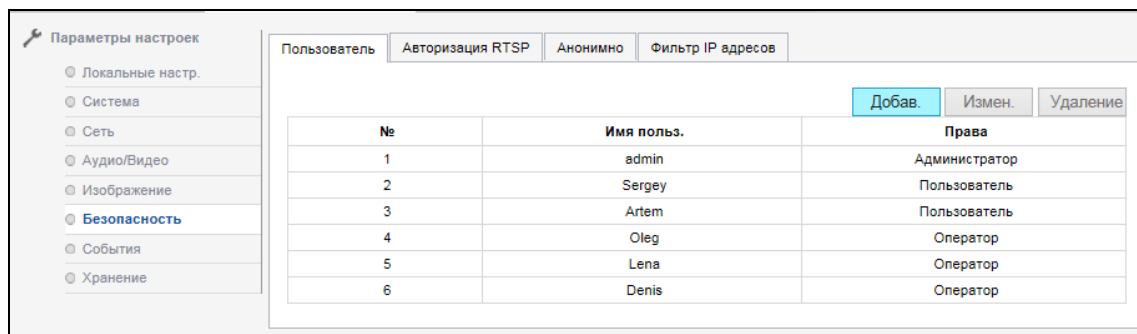 Параметры настроек
Локальные настр.
Система
Сеть
Аудио/Видео
Изображение
Безопасность
События
Хранение
Пользователь Авторизация RTSP Анонимно Фильтр IP адресов
Добав. Измен. Удаление
№ Имя польз. Права
1 admin Администратор
2 Sergey Пользователь
3 Artem Пользователь
4 Oleg Оператор
5 Lena Оператор
6 Denis Оператор